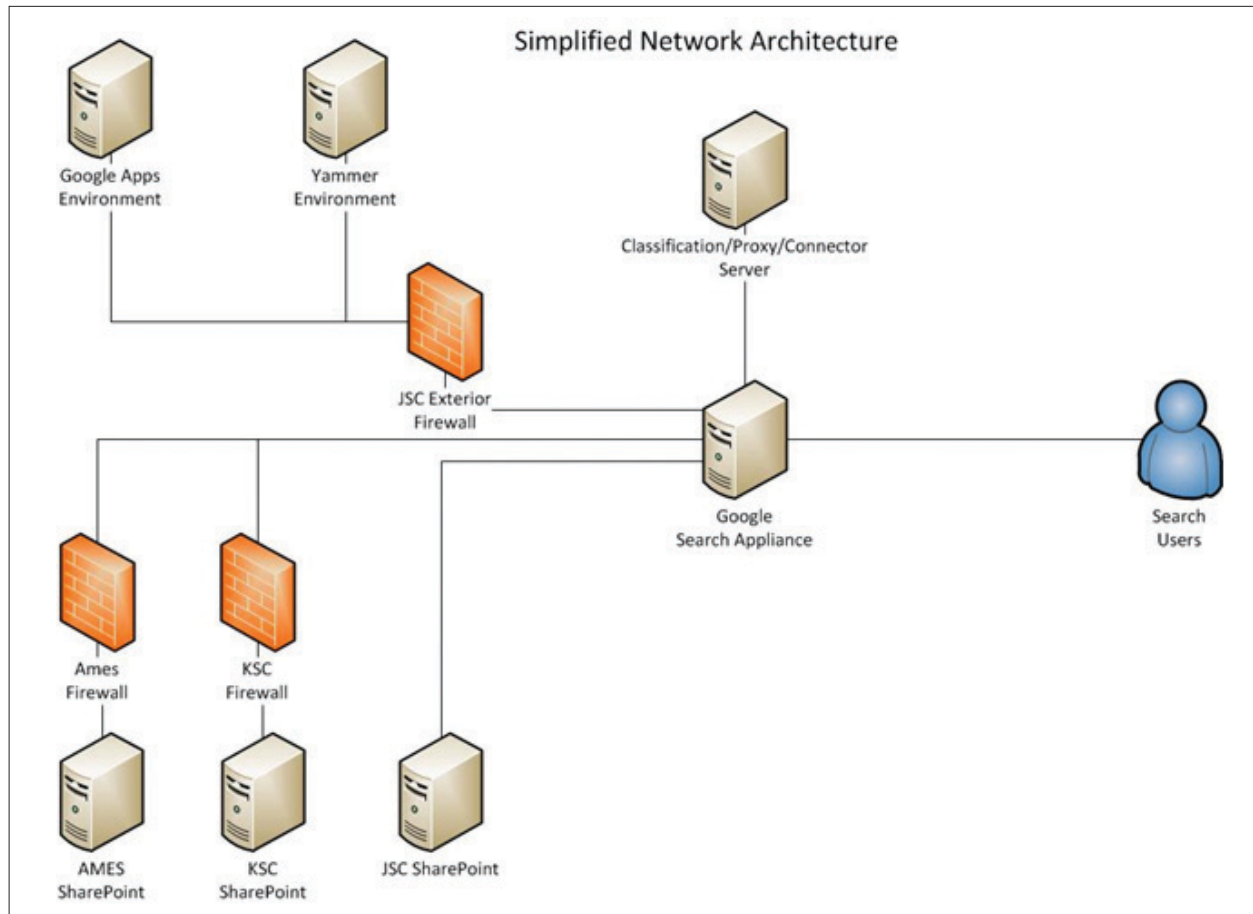 Simplified Network Architecture
Google Apps
Environment
Yammer
Environment
Classification/Proxy/Connector
Server
JSC Exterior
Firewall
Google
Search Appliance
Search
Users
Ames
Firewall
KSC
Firewall
AMES
SharePoint
KSC
SharePoint
JSC SharePoint